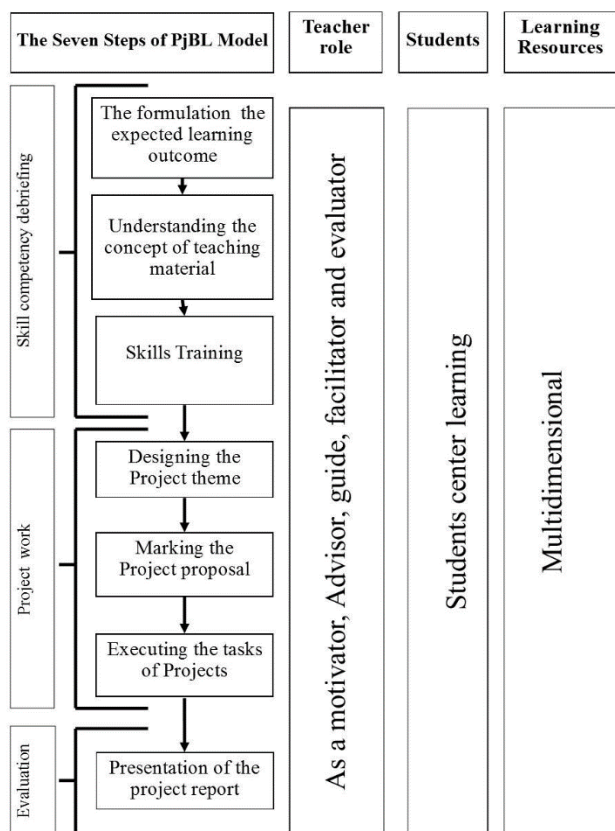 The Seven Steps of PjBL Model
Teacher
role
Students
Learning
Resources
Skill competency debriefing
The formulation the
expected learning
outcome
Understanding the
concept of teaching
material
Skills Training
Project work
Designing the
Project theme
Marking the
Project proposal
Executing the tasks
of Projects
Evaluation
Presentation of the
project report
As a motivator, Advisor, guide, facilitator and evaluator
Students center learning
Multidimensional